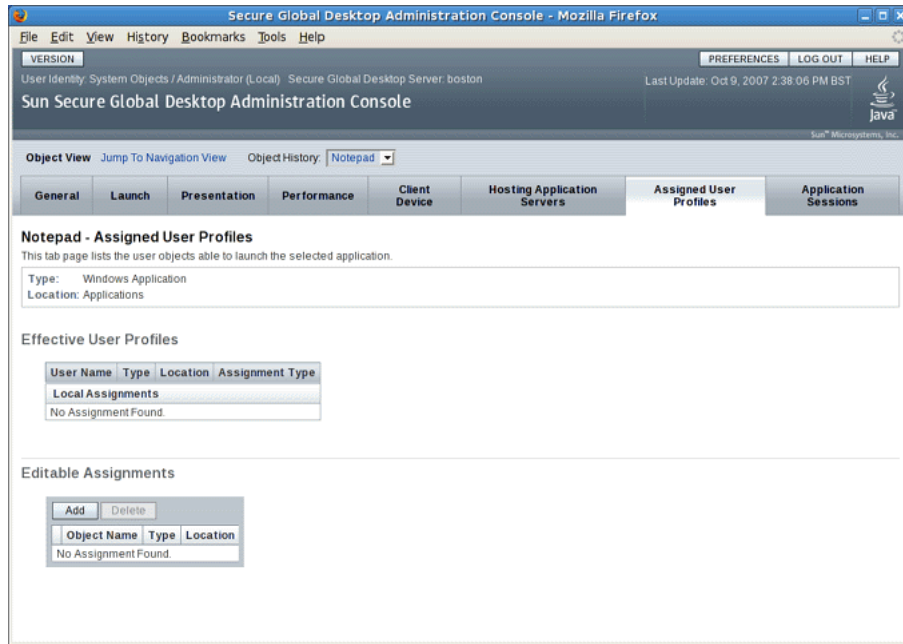 Secure Global Desktop Administration Console - Mozilla Firefox
File Edit View History Bookmarks Tools Help
VERSION PREFERENCES LOG OUT HELP
User Identity: System Objects / Administrator (Local) Secure Global Desktop Server: boston Last Update: Oct 9, 2007 2:38:06 PM BST
Sun Secure Global Desktop Administration Console
Java
Sun™ Microsystems, Inc.
Object View Jump To Navigation View Object History: Notepad
General Launch Presentation Performance Client Device Hosting Application Servers Assigned User Profiles Application Sessions
Notepad - Assigned User Profiles
This tab page lists the user objects able to launch the selected application.
Type: Windows Application
Location: Applications
Effective User Profiles
User Name Type Location Assignment Type
Local Assignments
No Assignment Found.
Editable Assignments
Add Delete
Object Name Type Location
No Assignment Found.